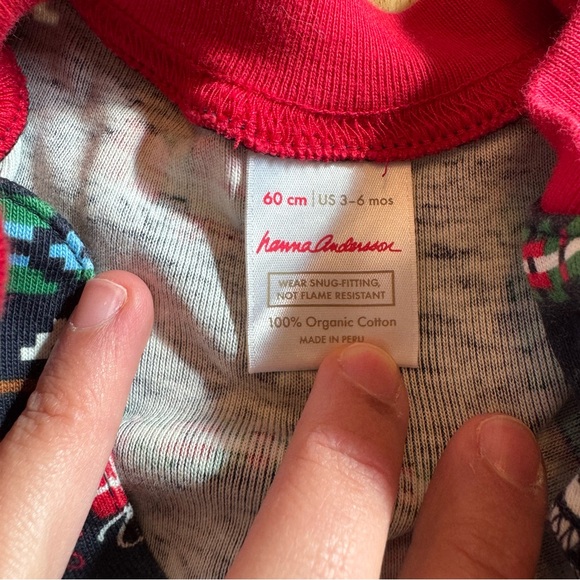 60 cm | US 3-6 mos
hanna andersson
WEAR SNUG-FITTING,
NOT FLAME RESISTANT
100% Organic Cotton
MADE IN PERU